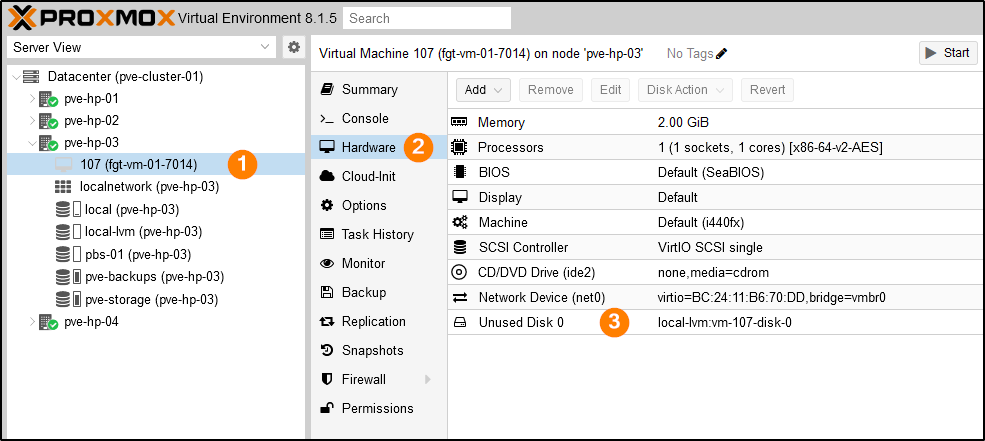 PROXMOX Virtual Environment 8.1.5 Search
Server View
Datacenter (pve-cluster-01)
pve-hp-01
pve-hp-02
pve-hp-03
107 (fgt-vm-01-7014) 1
localnetwork (pve-hp-03)
local (pve-hp-03)
local-lvm (pve-hp-03)
pbs-01 (pve-hp-03)
pve-backups (pve-hp-03)
pve-storage (pve-hp-03)
pve-hp-04
Virtual Machine 107 (fgt-vm-01-7014) on node 'pve-hp-03' No Tags Start
Summary
Console
Hardware 2
Cloud-Init
Options
Task History
Monitor
Backup
Replication
Snapshots
Firewall
Permissions
Add Remove Edit Disk Action Revert
Memory 2.00 GiB
Processors 1 (1 sockets, 1 cores) [x86-64-v2-AES]
BIOS Default (SeaBIOS)
Display Default
Machine Default (i440fx)
SCSI Controller VirtIO SCSI single
CD/DVD Drive (ide2) none,media=cdrom
Network Device (net0) virtio=BC:24:11:B6:70:DD,bridge=vmbr0
Unused Disk 0 3 local-lvm:vm-107-disk-0